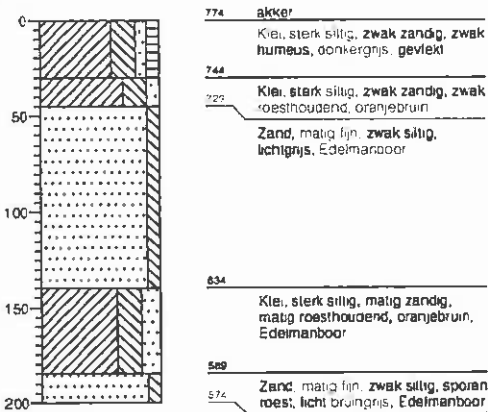 0
774 akker
Klei, sterk siltig, zwak zandig, zwak
humeus, donkergrijs, gevlekt
744
Klei, sterk siltig, zwak zandig, zwak
roesthoudend, oranjebruin
729
Zand, matig fijn, zwak siltig,
lichtgrijs, Edelmanboor
50
100
634
Klei, sterk siltig, matig zandig,
matig roesthoudend, oranjebruin,
Edelmanboor
150
589
Zand, matig fijn, zwak siltig, sporen
roest, licht bruingrijs, Edelmanboor
574
200